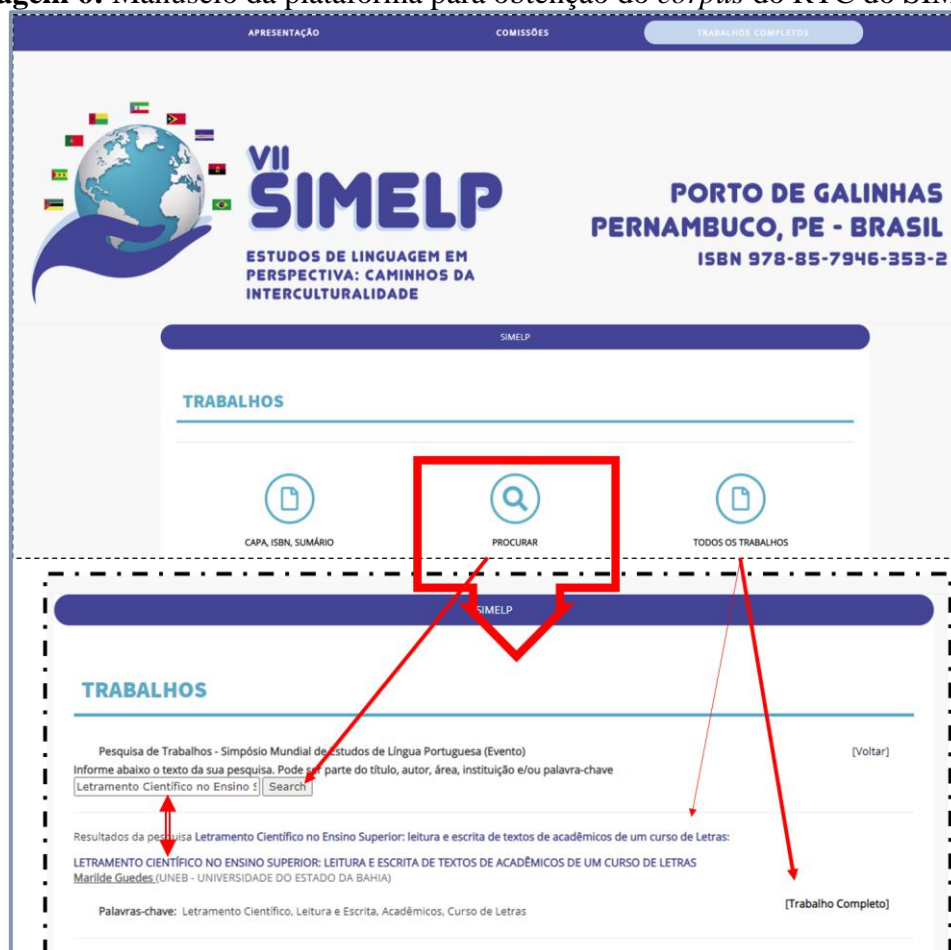 agem 6: Manuseio da plataforma para obtenção do corpus do RTC do SIM
APRESENTAÇÃO COMISSÕES TRABALHOS COMPLETOS
VII
SIMELP
ESTUDOS DE LINGUAGEM EM
PERSPECTIVA: CAMINHOS DA
INTERCULTURALIDADE
PORTO DE GALINHAS
PERNAMBUCO, PE - BRASIL
ISBN 978-85-7946-353-2
SIMELP
TRABALHOS
CAPA, ISBN, SUMÁRIO PROCURAR TODOS OS TRABALHOS
SIMELP
TRABALHOS
Pesquisa de Trabalhos - Simpósio Mundial de Estudos de Língua Portuguesa (Evento) [Voltar]
Informe abaixo o texto da sua pesquisa. Pode ser parte do título, autor, área, instituição e/ou palavra-chave
Letramento Científico no Ensino S Search
Resultados da pesquisa Letramento Científico no Ensino Superior: leitura e escrita de textos de acadêmicos de um curso de Letras:
LETRAMENTO CIENTÍFICO NO ENSINO SUPERIOR: LEITURA E ESCRITA DE TEXTOS DE ACADÊMICOS DE UM CURSO DE LETRAS
Marilde Guedes (UNEB - UNIVERSIDADE DO ESTADO DA BAHIA)
Palavras-chave: Letramento Científico, Leitura e Escrita, Acadêmicos, Curso de Letras [Trabalho Completo]